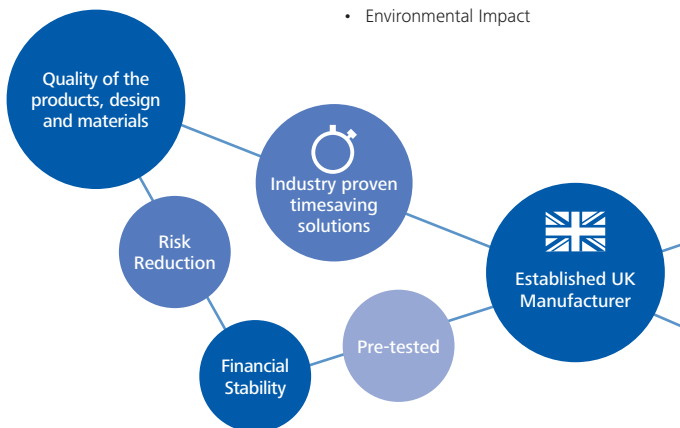 • Environmental Impact
Quality of the
products, design
and materials
Industry proven
timesaving
solutions
Risk
Reduction
Established UK
Manufacturer
Pre-tested
Financial
Stability